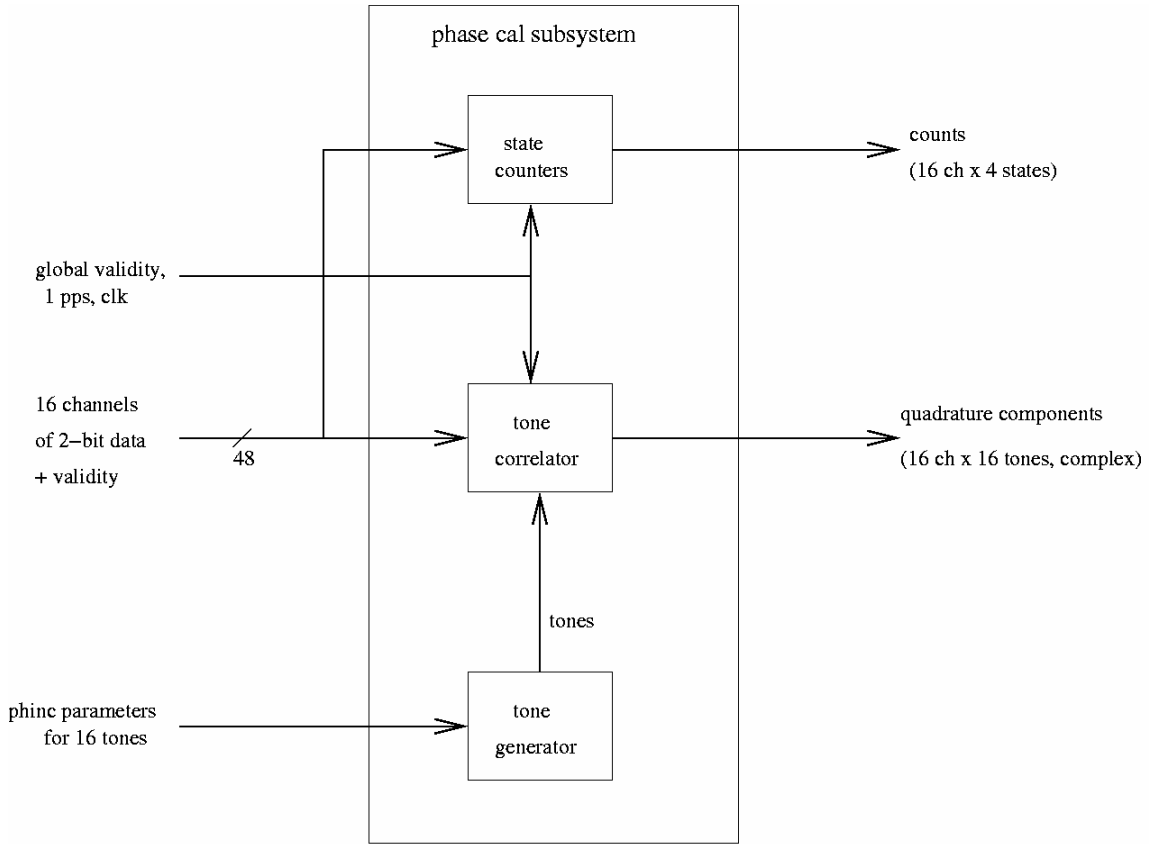 phase cal subsystem
state
counters
counts
(16 ch x 4 states)
global validity,
1 pps, clk
16 channels
of 2−bit data
+ validity
48
tone
correlator
quadrature components
(16 ch x 16 tones, complex)
tones
phinc parameters
for 16 tones
tone
generator